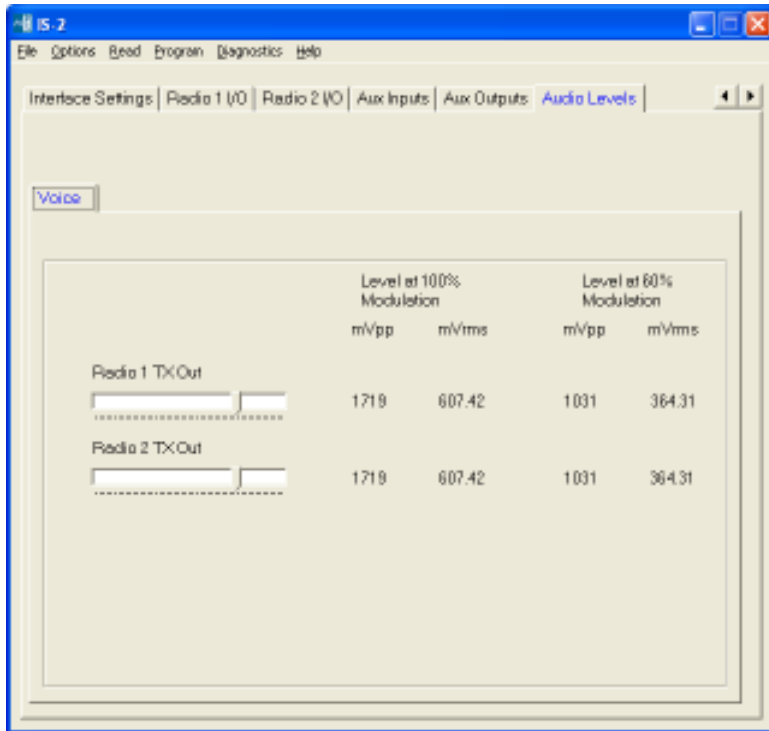 IS-2
File Options Read Program Diagnostics Help
Interface Settings Radio 1 I/O Radio 2 I/O Aux Inputs Aux Outputs Audio Levels
Voice
Level at 100% Modulation
Level at 60% Modulation
mVpp mVrms mVpp mVrms
Radio 1 TX Out
1719 607.42 1031 364.31
Radio 2 TX Out
1719 607.42 1031 364.31